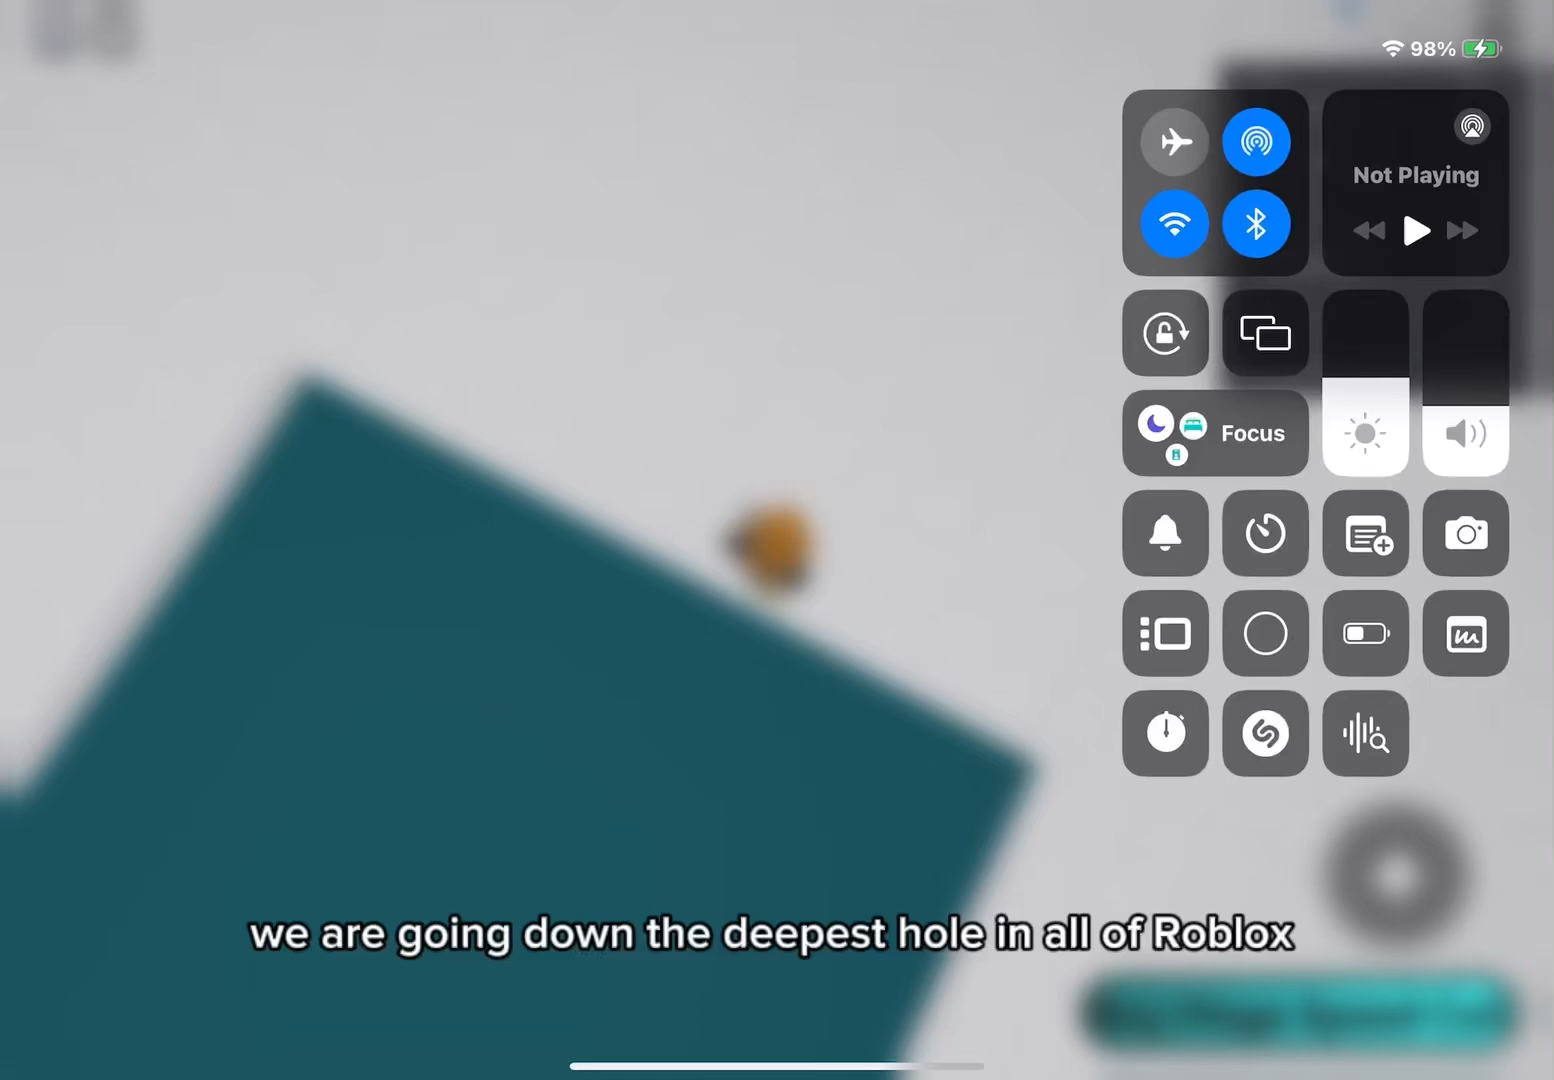 98%
Not Playing
Focus
we are going down the deepest hole in all of Roblox